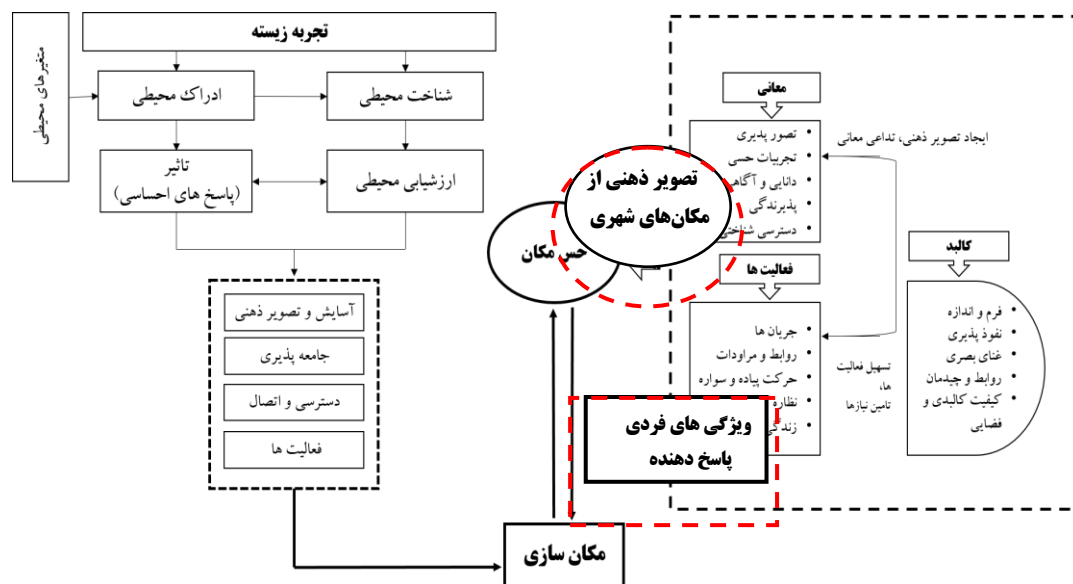 تجربه زیسته
متغیرهای محیطی
ادراک محیطی
شناخت محیطی
تاثیر
(پاسخ های احساسی)
ارزشیابی محیطی
آسایش و تصویر ذهنی
جامعه پذیری
دسترسی و اتصال
فعالیت ها
حس مکان
تصویر ذهنی از
مکان‌های شهری
مکان سازی
ویژگی های فردی
پاسخ دهنده
معانی
• تصور پذیری
• تجربیات حسی
• دانایی و
• پذیرندگی
• دسترسی
ایجاد تصویر ذهنی، تداعی معانی
فعالیت ها
• جریان ها
• روابط و مراودات
• حرکت پیاده و سواره
• نظاره
•
تسهیل فعالیت
ها،
تامین نیازها
کالبد
• فرم و اندازه
• نفوذ پذیری
• غنای بصری
• روابط و چیدمان
• کیفیت کالبدی و
فضایی